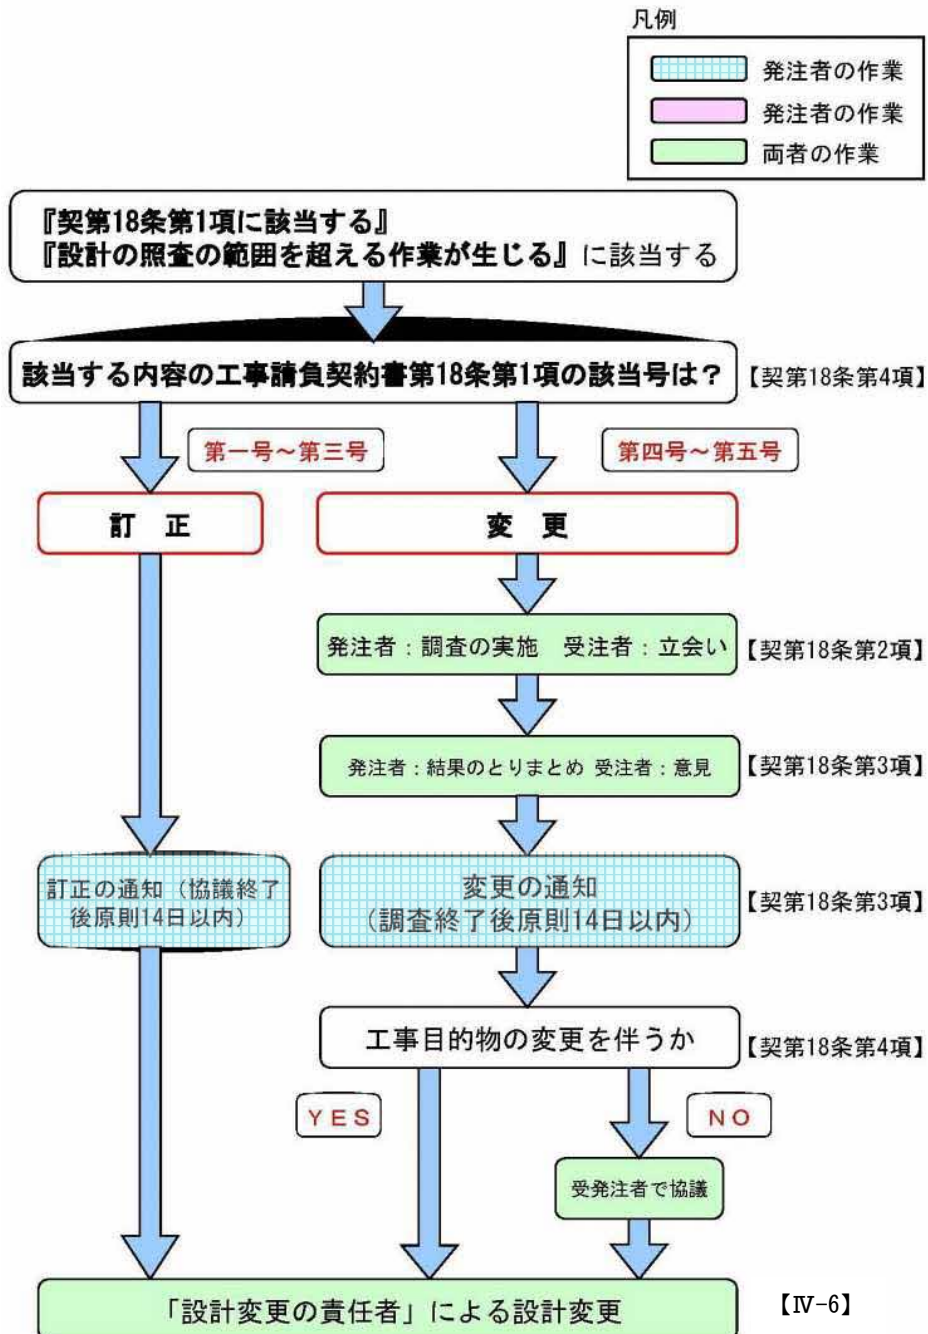 凡例
発注者の作業
発注者の作業
両者の作業
『契第18条第1項に該当する』
『設計の照査の範囲を超える作業が生じる』に該当する
該当する内容の工事請負契約書第18条第1項の該当号は？
【契第18条第4項】
第一号～第三号
第四号～第五号
訂 正
変 更
発注者：調査の実施 受注者：立会い
【契第18条第2項】
発注者：結果のとりまとめ 受注者：意見
【契第18条第3項】
訂正の通知（協議終了
後原則14日以内）
変更の通知
（調査終了後原則14日以内）
【契第18条第3項】
工事目的物の変更を伴うか
【契第18条第4項】
ＹＥＳ
ＮＯ
受発注者で協議
「設計変更の責任者」による設計変更
【Ⅳ-6】